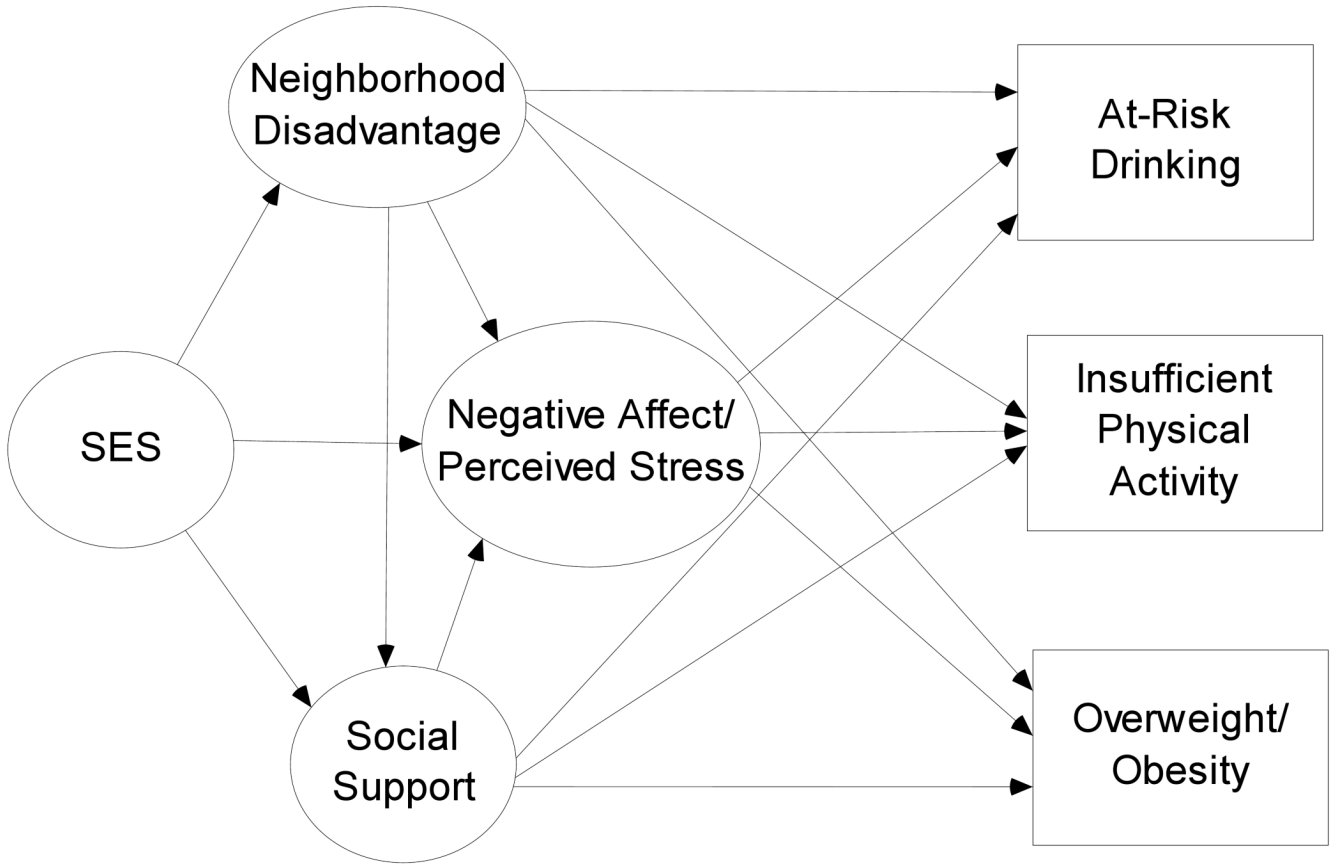 Neighborhood
Disadvantage
At-Risk
Drinking
SES
Negative Affect/
Perceived Stress
Insufficient
Physical
Activity
Social
Support
Overweight/
Obesity